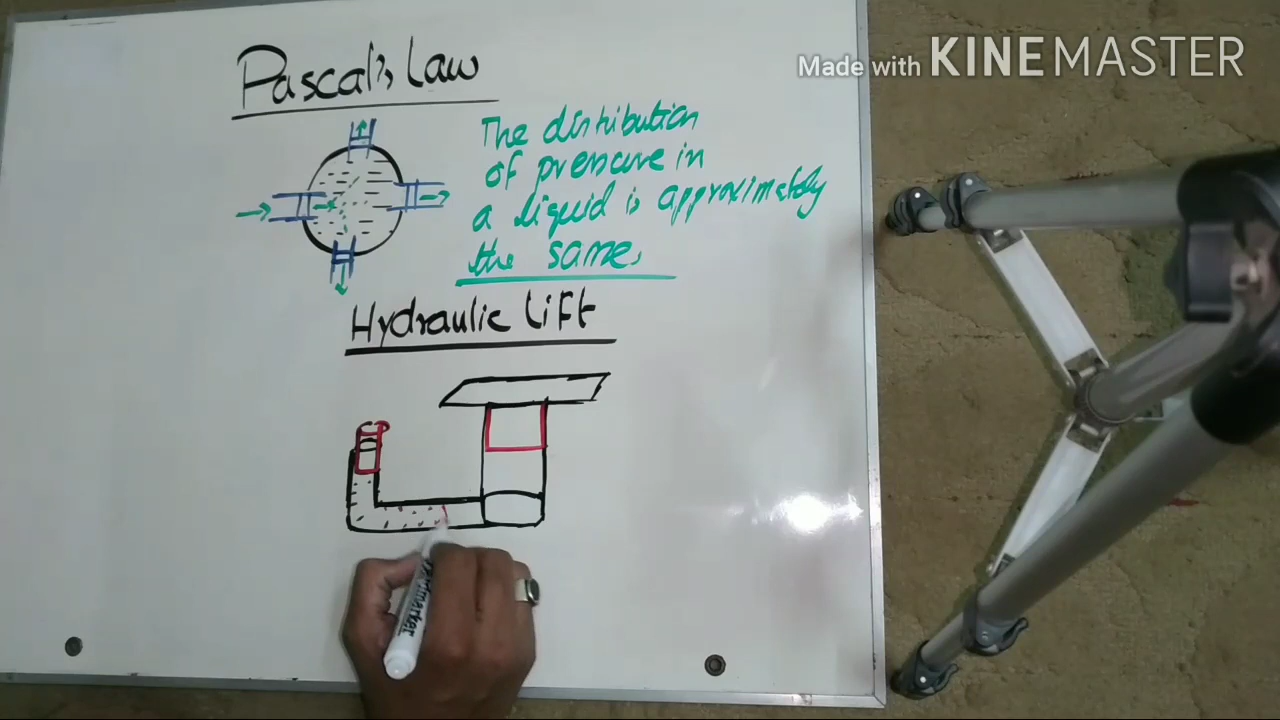 Made with KINEMASTER
Pascal's Law
The distribution
of pressure in
a liquid is approximately
the same.
Hydraulic Lift